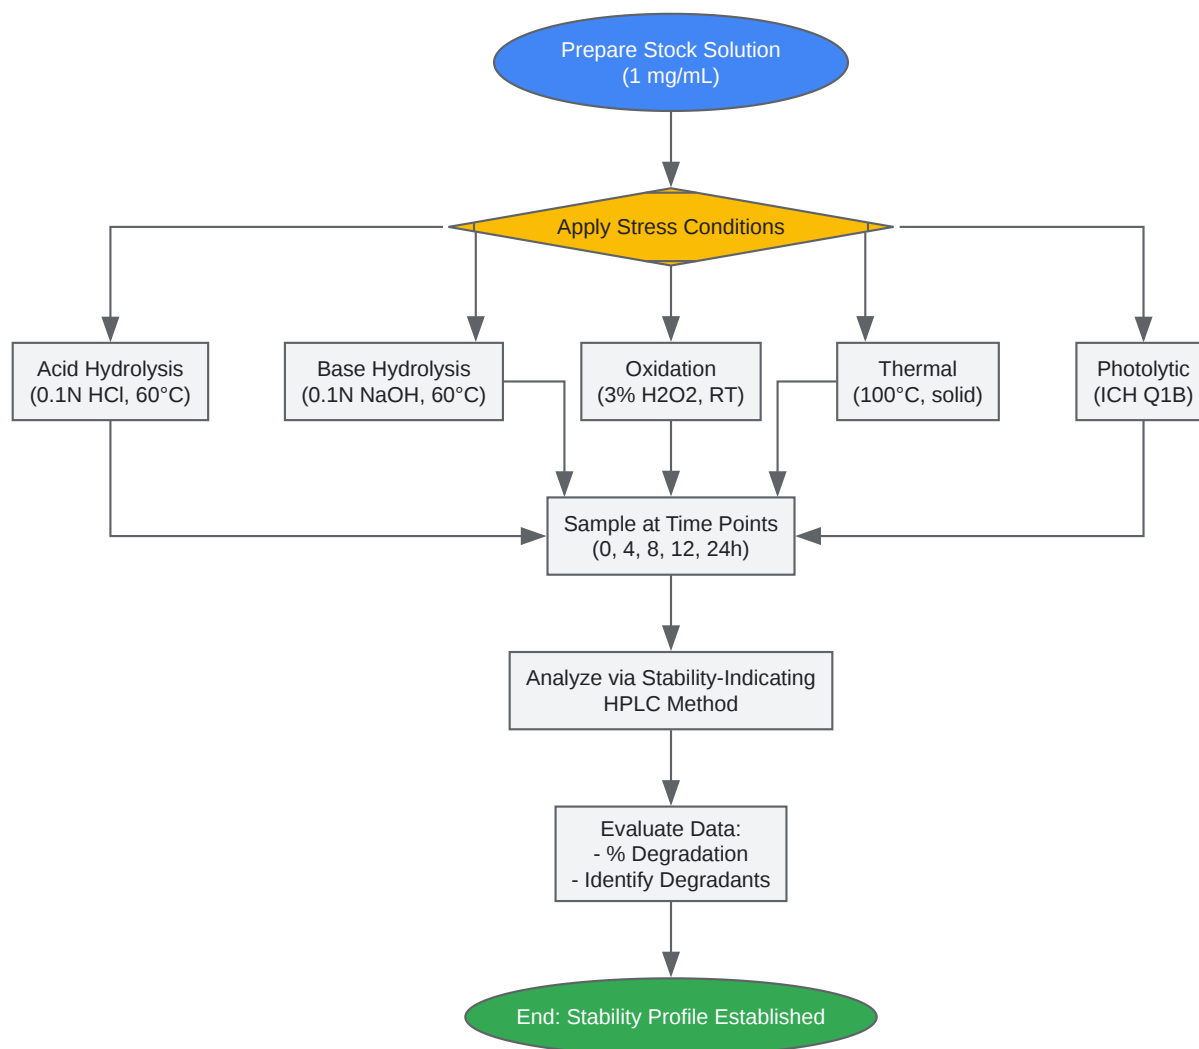 Prepare Stock Solution
(1 mg/mL)
Apply Stress Conditions
Acid Hydrolysis
(0.1N HCl, 60°C)
Base Hydrolysis
(0.1N NaOH, 60°C)
Oxidation
(3% H2O2, RT)
Thermal
(100°C, solid)
Photolytic
(ICH Q1B)
Sample at Time Points
(0, 4, 8, 12, 24h)
Analyze via Stability-Indicating
HPLC Method
Evaluate Data:
- % Degradation
- Identify Degradants
End: Stability Profile Established